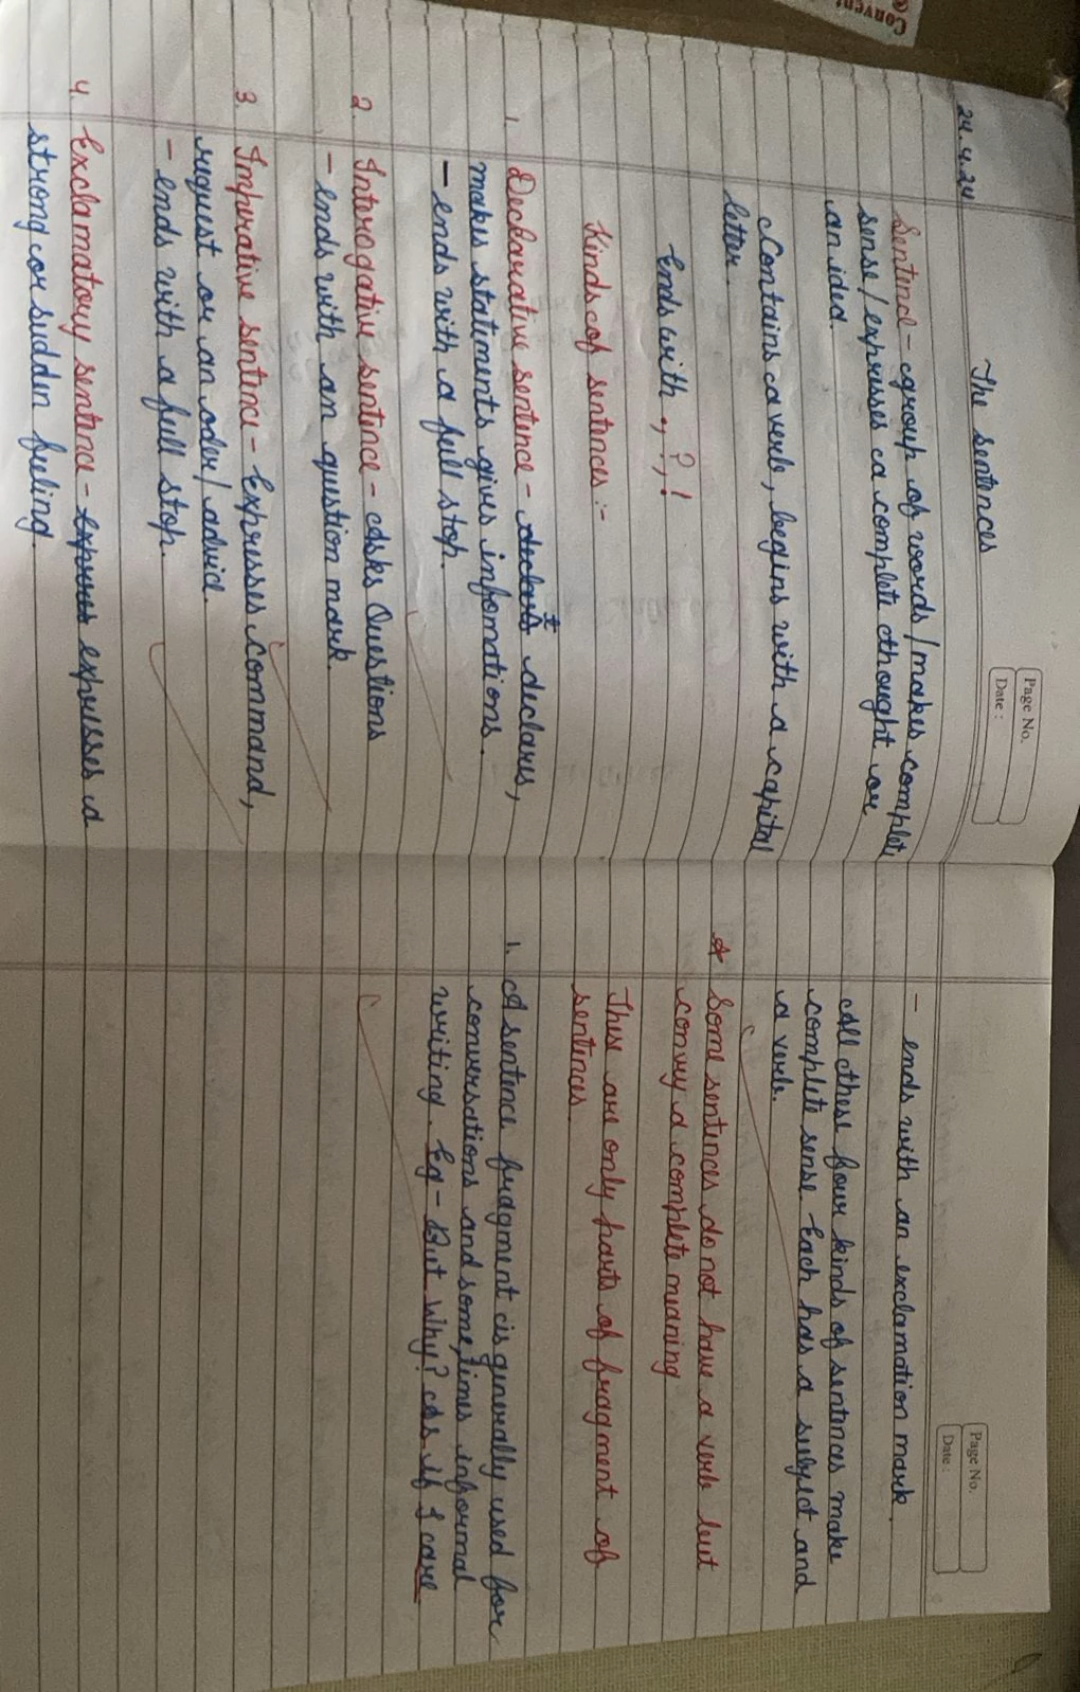 Convent
Page No.
Date :
24.4.24
The sentences
Sentence - group of words/makes complete
sense/expresses a complete thought or
an idea.
Contains a verb, begins with a capital
letter.
Ends with ., ?, !
Kinds of sentences :-
1. Declarative sentence - declares,
makes statements gives infomations.
- ends with a full stop.
2. Interogative sentence - asks Questions
- ends with an question mark.
3. Imperative sentence - Expresses command,
request or an oder/advice.
- ends with a full stop.
4. Exclamatory sentence - expresses a
strong or sudden feeling.
Page No.
Date :
- ends with an exclamation mark.
All these four kinds of sentences make
complete sense. Each has a subject and
a verb.
Some sentences do not have a verb but
convey a complete meaning
These are only parts of fragment of
sentences.
1. A sentence fragment is generally used for
conversations and some,times informal
writing. Eg - But why? As if I care